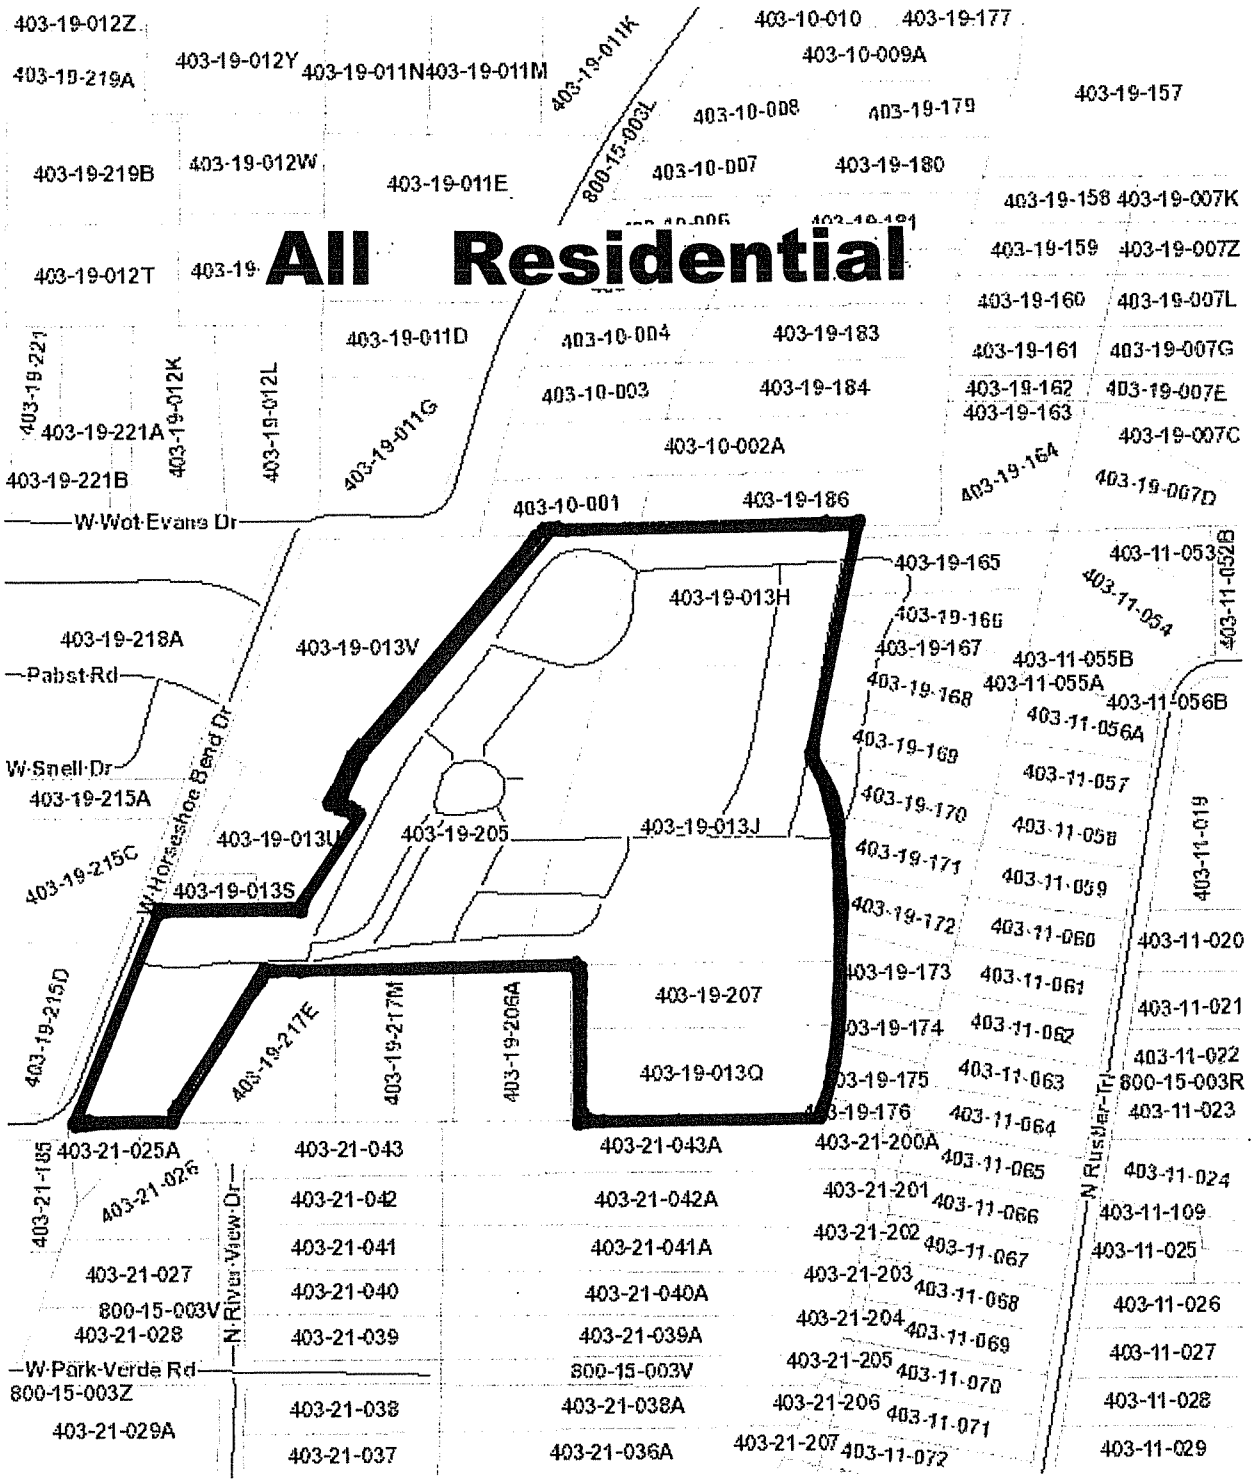 403-19-012Z
403-10-010 403-19-177
403-10-009A
403-19-012Y 403-19-011N 403-19-011M 403-19-011K
403-19-219A
403-19-157
403-10-008 403-19-179
800-15-003L
403-19-219B 403-19-012W 403-19-011E
403-10-007 403-19-180
403-19-158 403-19-007K
403-10-006 403-19-181
All Residential
403-19-159 403-19-007Z
403-19-012T 403-19-
403-19-160 403-19-007L
403-19-011D 403-10-004 403-19-183
403-19-161 403-19-007G
403-19-221 403-19-012K 403-19-012L
403-10-003 403-19-184
403-19-162 403-19-007E
403-19-163
403-19-221A 403-19-011G
403-10-002A
403-19-007C
403-19-164
403-19-221B
403-19-007D
403-10-001 403-19-186
W Wot Evans Dr
403-11-053 403-11-052B
403-19-165
403-19-013H
403-11-054
403-19-166
403-19-218A
403-19-013V
403-19-167
403-11-055B
Pabst Rd
403-19-168 403-11-055A
403-11-056B
403-11-056A
W Horseshoe Bend Dr
403-19-169
W Snell Dr
403-11-057
403-19-215A
403-19-170
403-11-019
403-19-013U 403-19-205 403-19-013J
403-11-058
403-19-215C
403-19-171
403-19-013S
403-11-059
403-19-172
403-11-060 403-11-020
403-19-215D
403-19-173
403-11-061
403-19-207
403-11-021
403-19-217E 403-19-217M 403-19-206A
403-19-174
403-11-062
403-11-022
403-19-013Q
03-19-175
403-11-063
800-15-003R
403-11-023
3-19-176
403-11-064
N Rustler Trl
403-21-185
403-21-025A
403-21-043 403-21-043A 403-21-200A
403-11-065
403-11-024
403-21-026
N River View Dr
403-21-042 403-21-042A 403-21-201
403-11-066
403-11-109
403-21-041 403-21-041A 403-21-202
403-11-067
403-11-025
403-21-027
403-21-040 403-21-040A 403-21-203
403-11-068
403-11-026
800-15-003V
403-21-028
403-21-039 403-21-039A 403-21-204
403-11-069
403-11-027
W Park Verde Rd
800-15-003V
403-21-205
403-11-070
800-15-003Z
403-21-038 403-21-038A 403-21-206
403-11-028
403-11-071
403-21-029A
403-21-037 403-21-036A 403-21-207 403-11-072
403-11-029